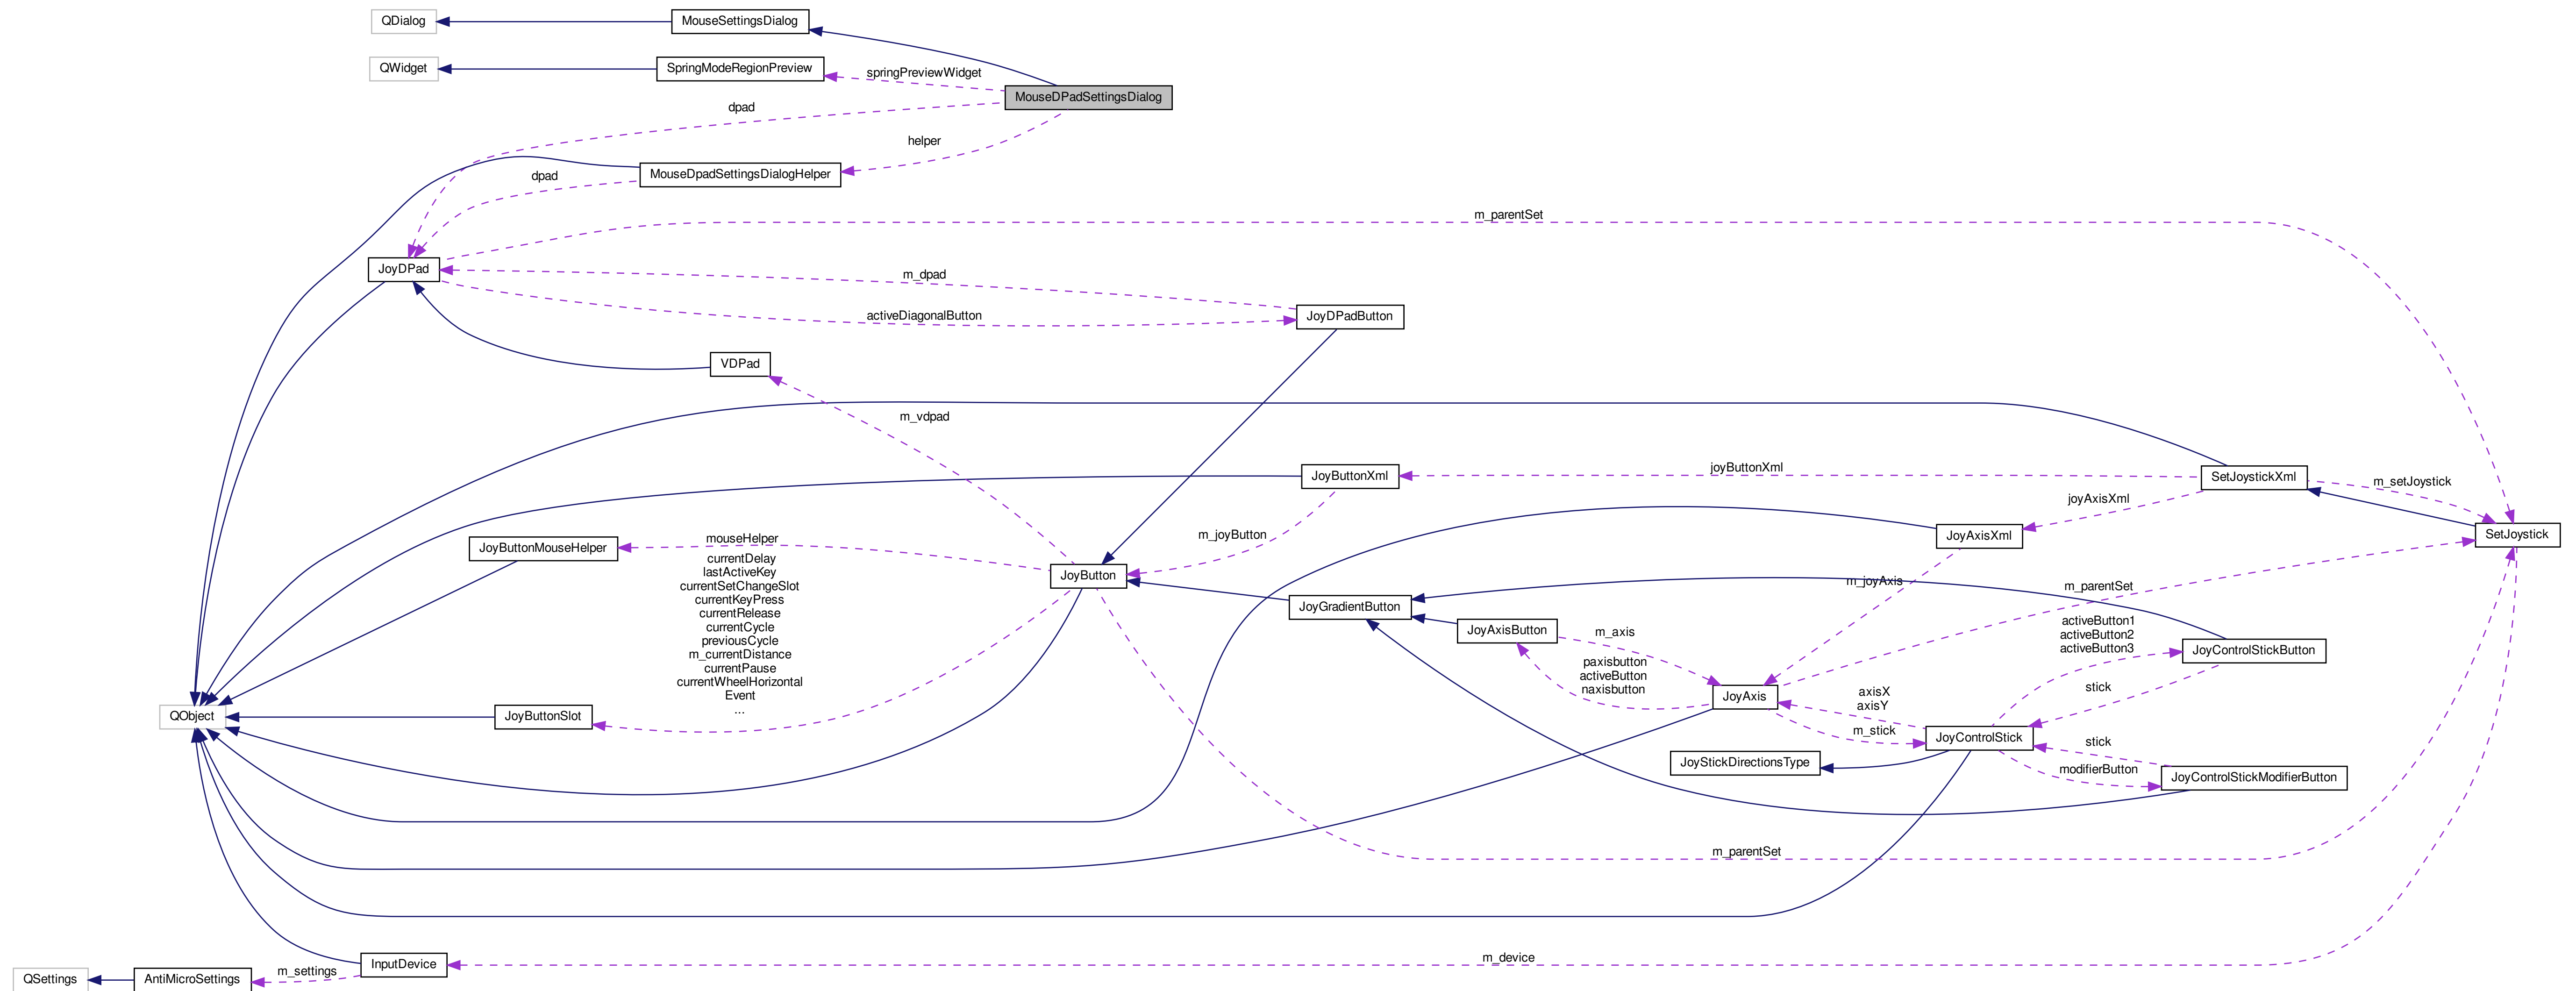 QDialog
MouseSettingsDialog
QWidget
SpringModeRegionPreview
springPreviewWidget
MouseDPadSettingsDialog
dpad
helper
MouseDpadSettingsDialogHelper
dpad
m_parentSet
JoyDPad
m_dpad
activeDiagonalButton
JoyDPadButton
VDPad
m_vdpad
joyButtonXml
JoyButtonXml
SetJoystickXml
m_setJoystick
joyAxisXml
m_joyButton
JoyAxisXml
SetJoystick
mouseHelper
JoyButtonMouseHelper
currentDelay
lastActiveKey
currentSetChangeSlot
currentKeyPress
currentRelease
currentCycle
previousCycle
m_currentDistance
currentPause
currentWheelHorizontal
Event
...
JoyButton
m_joyAxis
m_parentSet
JoyGradientButton
JoyAxisButton
m_axis
activeButton1
activeButton2
activeButton3
JoyControlStickButton
paxisbutton
activeButton
naxisbutton
JoyAxis
axisX
axisY
stick
QObject
JoyButtonSlot
m_stick
JoyControlStick
stick
JoyStickDirectionsType
modifierButton
JoyControlStickModifierButton
m_parentSet
InputDevice
m_device
QSettings
AntiMicroSettings
m_settings